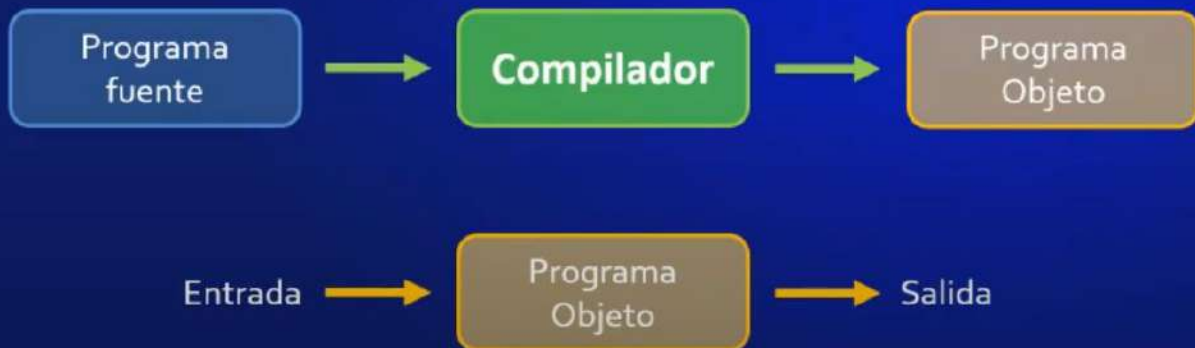 Programa
fuente
Compilador
Programa
Objeto
Entrada
Programa
Objeto
Salida